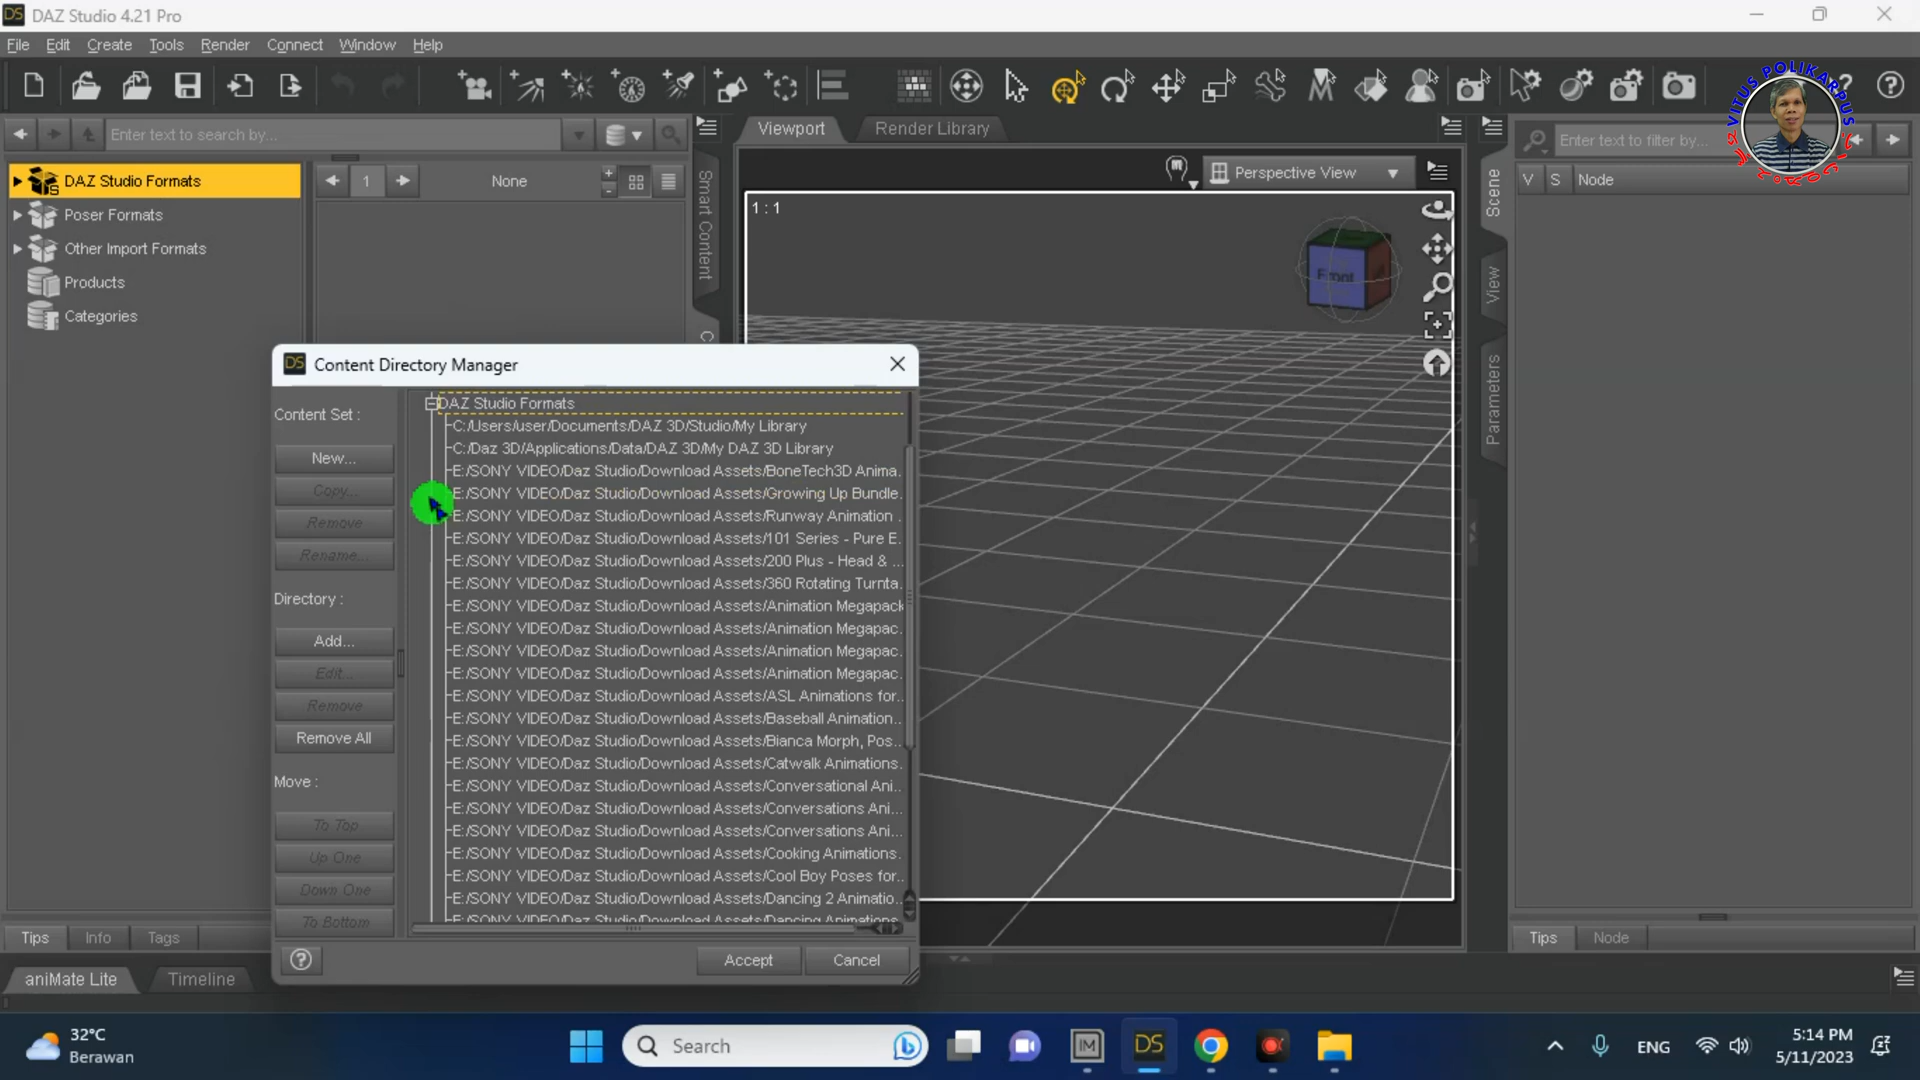 DS DAZ Studio 4.21 Pro
File Edit Create Tools Render Connect Window Help
Enter text to search by...
Viewport
Render Library
Enter text to filter by...
VITUS POLIKARPUS
DAZ Studio Formats
Poser Formats
Other Import Formats
Products
Categories
1
None
Smart Content
Perspective View
1 : 1
Front
Scene
View
Parameters
V S Node
DS Content Directory Manager
Content Set :
New...
Copy...
Remove
Rename...
Directory :
Add...
Edit...
Remove
Remove All
Move :
To Top
Up One
Down One
To Bottom
DAZ Studio Formats
C:/Users/user/Documents/DAZ 3D/Studio/My Library
C:/Daz 3D/Applications/Data/DAZ 3D/My DAZ 3D Library
E:/SONY VIDEO/Daz Studio/Download Assets/BoneTech3D Anima...
E:/SONY VIDEO/Daz Studio/Download Assets/Growing Up Bundle...
E:/SONY VIDEO/Daz Studio/Download Assets/Runway Animation ...
E:/SONY VIDEO/Daz Studio/Download Assets/101 Series - Pure E...
E:/SONY VIDEO/Daz Studio/Download Assets/200 Plus - Head & ...
E:/SONY VIDEO/Daz Studio/Download Assets/360 Rotating Turnta...
E:/SONY VIDEO/Daz Studio/Download Assets/Animation Megapack
E:/SONY VIDEO/Daz Studio/Download Assets/Animation Megapac...
E:/SONY VIDEO/Daz Studio/Download Assets/Animation Megapac...
E:/SONY VIDEO/Daz Studio/Download Assets/Animation Megapac...
E:/SONY VIDEO/Daz Studio/Download Assets/ASL Animations for...
E:/SONY VIDEO/Daz Studio/Download Assets/Baseball Animation...
E:/SONY VIDEO/Daz Studio/Download Assets/Bianca Morph, Pos...
E:/SONY VIDEO/Daz Studio/Download Assets/Catwalk Animations...
E:/SONY VIDEO/Daz Studio/Download Assets/Conversational Ani...
E:/SONY VIDEO/Daz Studio/Download Assets/Conversations Ani...
E:/SONY VIDEO/Daz Studio/Download Assets/Conversations Ani...
E:/SONY VIDEO/Daz Studio/Download Assets/Cooking Animations...
E:/SONY VIDEO/Daz Studio/Download Assets/Cool Boy Poses for...
E:/SONY VIDEO/Daz Studio/Download Assets/Dancing 2 Animatio...
E:/SONY VIDEO/Daz Studio/Download Assets/Dancing Animations
Accept
Cancel
Tips Info Tags
Tips Node
aniMate Lite Timeline
32°C
Berawan
Search
IM
DS
ENG
5:14 PM
5/11/2023